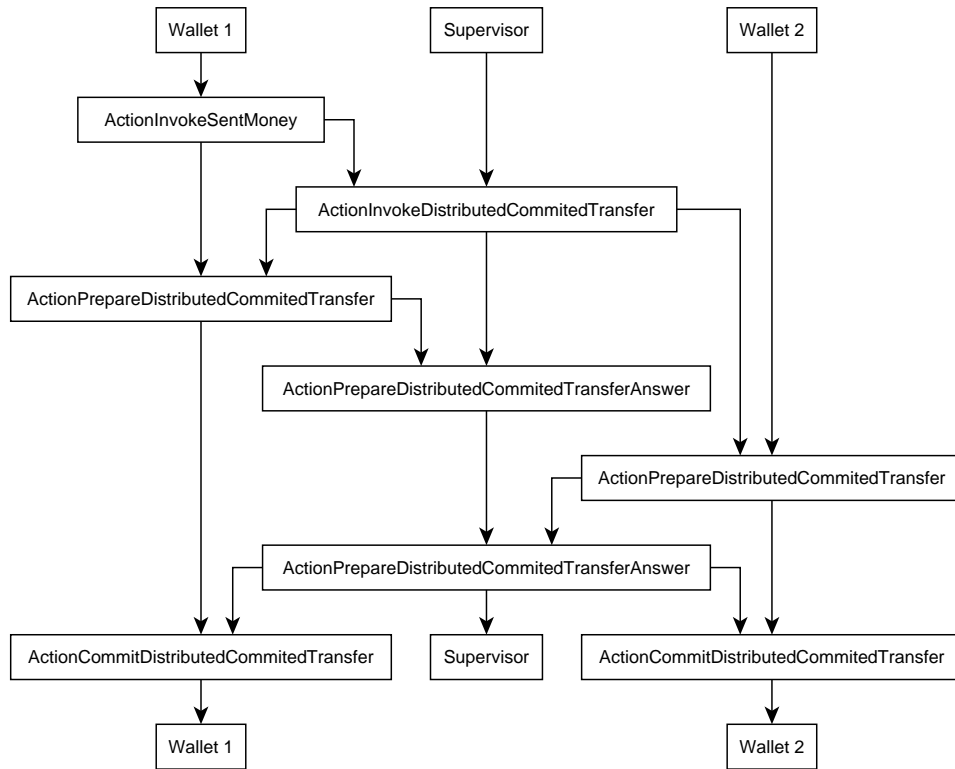 Wallet 1
Supervisor
Wallet 2
ActionInvokeSentMoney
ActionInvokeDistributedCommitedTransfer
ActionPrepareDistributedCommitedTransfer
ActionPrepareDistributedCommitedTransferAnswer
ActionPrepareDistributedCommitedTransfer
ActionPrepareDistributedCommitedTransferAnswer
ActionCommitDistributedCommitedTransfer
Supervisor
ActionCommitDistributedCommitedTransfer
Wallet 1
Wallet 2